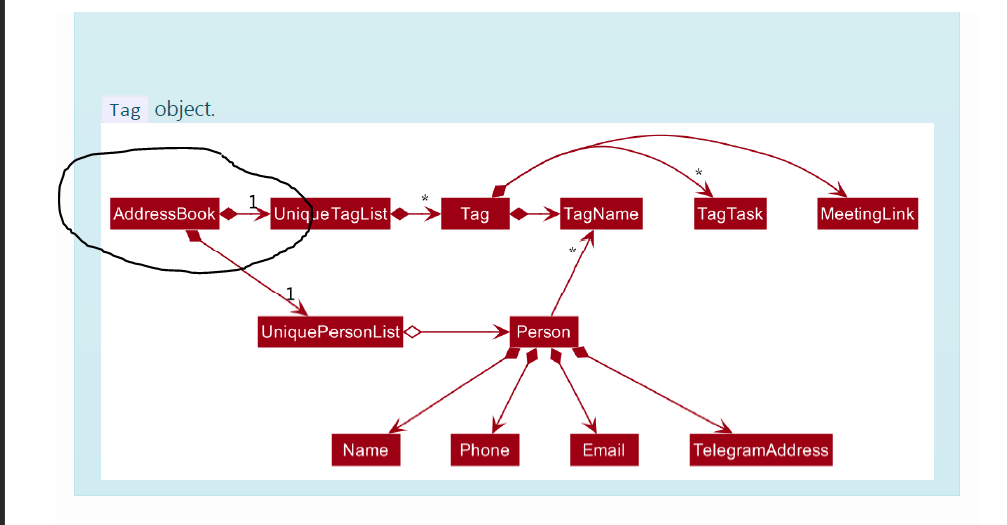 Tag object.
* 
AddressBook 1 UniqueTagList * Tag TagName TagTask MeetingLink
*
1
UniquePersonList Person
Name Phone Email TelegramAddress